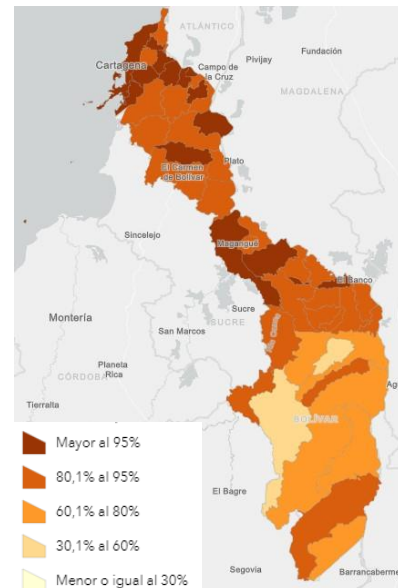 ATLÁNTICO
Cartagena
Campo de
la Cruz
Pivijay
Fundación
MAGDALENA
El Carmen
de Bolívar
Plato
Sincelejo
Magangué
El Banco
Sucre
SUCRE
Montería
San Marcos
CÓRDOBA
Planeta
Rica
Tierralta
BOLÍVAR
El Bagre
Segovia
Barrancaberme
Mayor al 95%
80,1% al 95%
60,1% al 80%
30,1% al 60%
Menor o igual al 30%